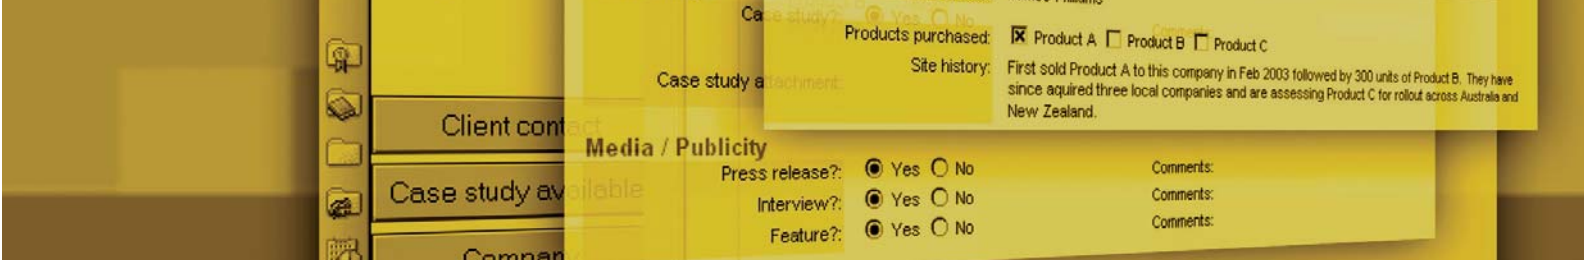 Case study?: Yes No
Products purchased: Product A Product B Product C
Site history: First sold Product A to this company in Feb 2003 followed by 300 units of Product B. They have
since aquired three local companies and are assessing Product C for rollout across Australia and
New Zealand.
Case study attachment:
Client contact
Media / Publicity
Press release?: Yes No Comments:
Case study available
Interview?: Yes No Comments:
Feature?: Yes No Comments:
Company